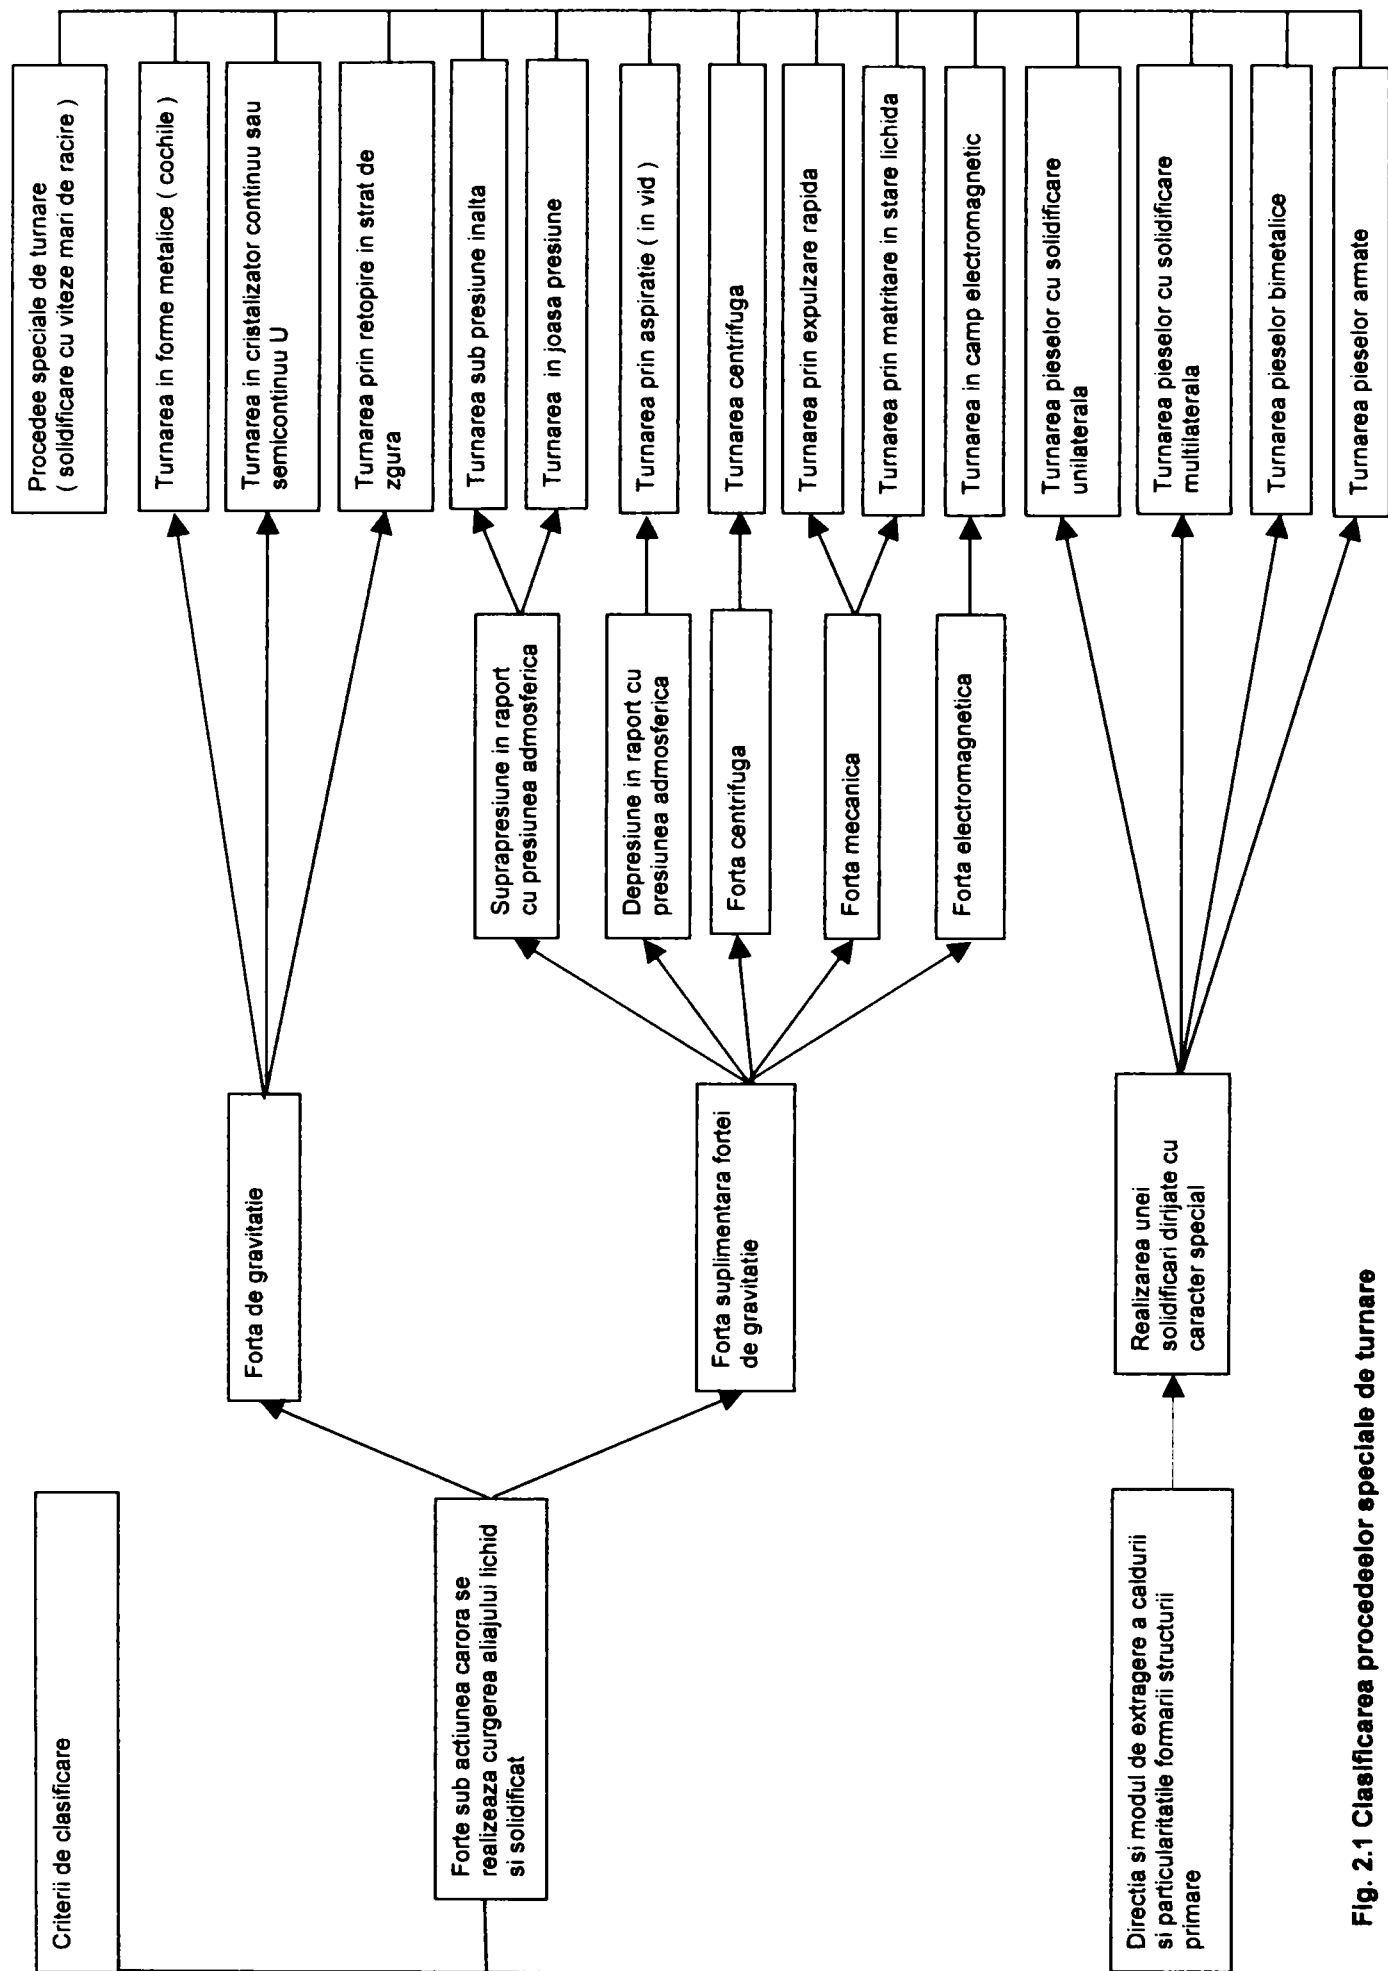 Criterii de clasificare
Forte sub actiunea carora se
realizeaza curgerea aliajului lichid
si solidificat
Directia si modul de extragere a caldurii
si particularitatile formarii structurii
primare
Forta de gravitatie
Forta suplimentara fortei
de gravitatie
Realizarea unei
solidificari dirijate cu
caracter special
Suprapresiune in raport
cu presiunea admosferica
Depresiune in raport cu
presiunea admosferica
Forta centrifuga
Forta mecanica
Forta electromagnetica
Procedee speciale de turnare
( solidificare cu viteze mari de racire )
Turnarea in forme metalice ( cochile )
Turnarea in cristalizator continuu sau
semicontinuu U
Turnarea prin retopire in strat de
zgura
Turnarea sub presiune inalta
Turnarea in joasa presiune
Turnarea prin aspiratie ( in vid )
Turnarea centrifuga
Turnarea prin expulzare rapida
Turnarea prin matritare in stare lichida
Turnarea in camp electromagnetic
Turnarea pieselor cu solidificare
unilaterala
Turnarea pieselor cu solidificare
multilaterala
Turnarea pieselor bimetalice
Turnarea pieselor armate
Fig. 2.1 Clasificarea procedeelor speciale de turnare